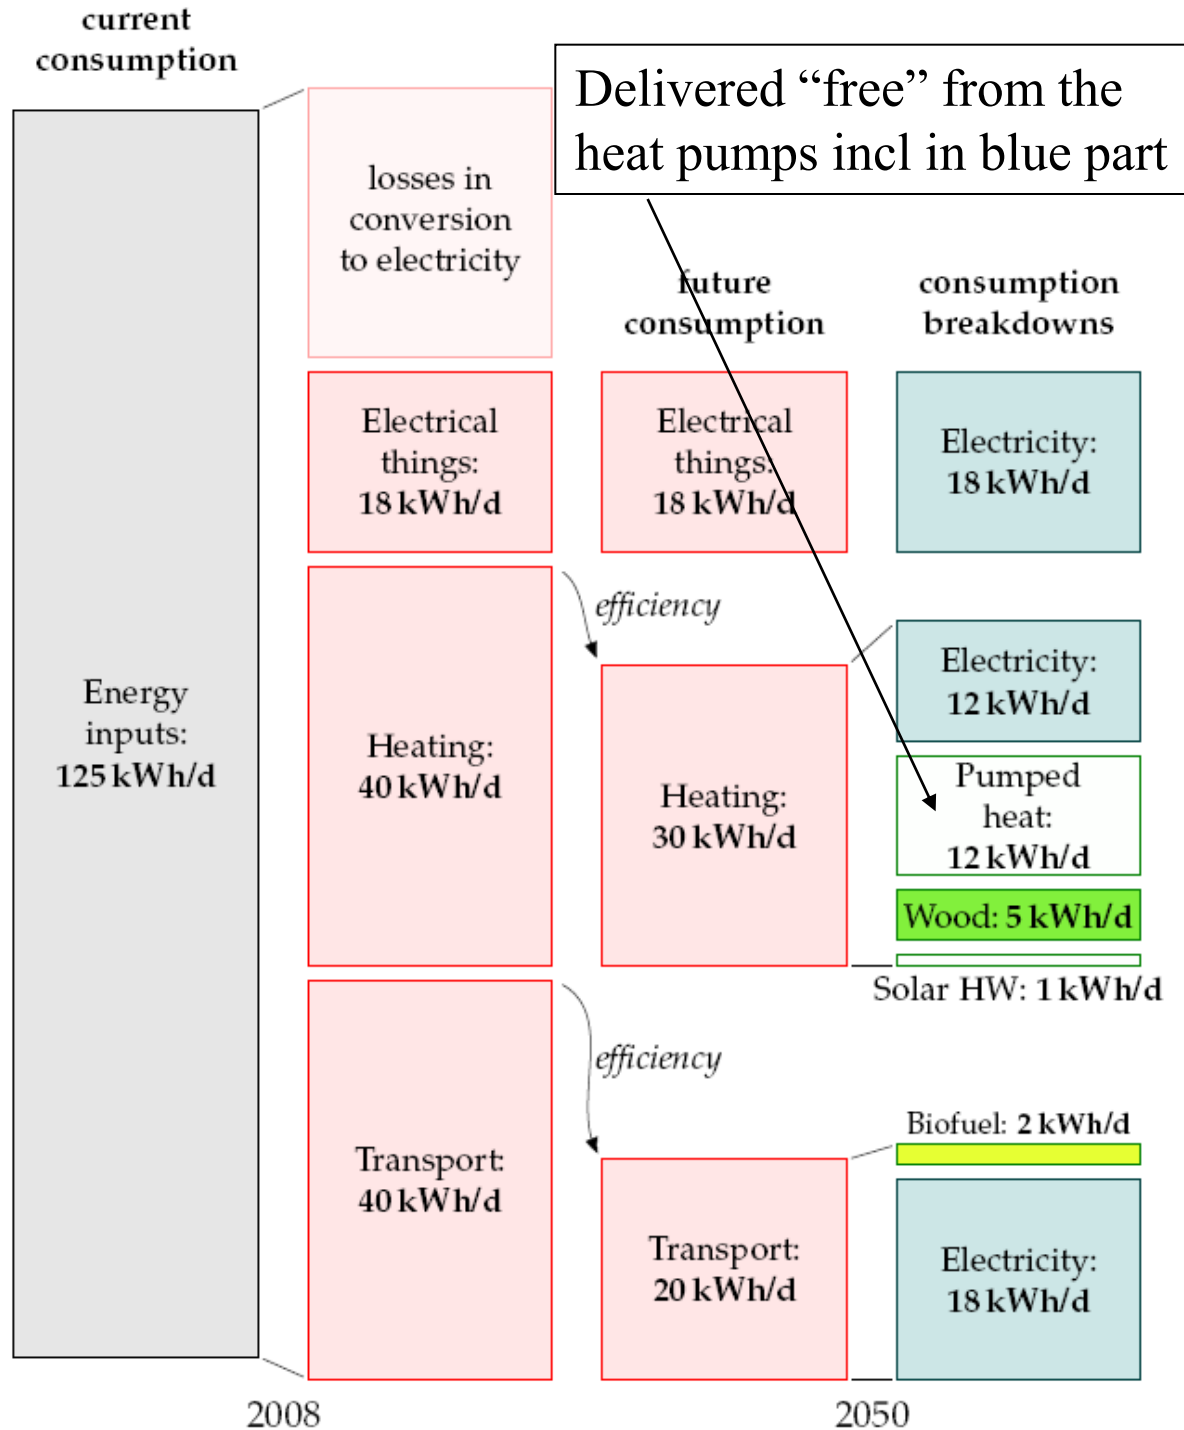 current
consumption
Delivered “free” from the
heat pumps incl in blue part
losses in
conversion
to electricity
future
consumption
consumption
breakdowns
Electrical
things:
18 kWh/d
Electrical
things:
18 kWh/d
Electricity:
18 kWh/d
efficiency
Energy
inputs:
125 kWh/d
Heating:
40 kWh/d
Heating:
30 kWh/d
Electricity:
12 kWh/d
Pumped
heat:
12 kWh/d
Wood: 5 kWh/d
Solar HW: 1 kWh/d
efficiency
Transport:
40 kWh/d
Transport:
20 kWh/d
Biofuel: 2 kWh/d
Electricity:
18 kWh/d
2008
2050